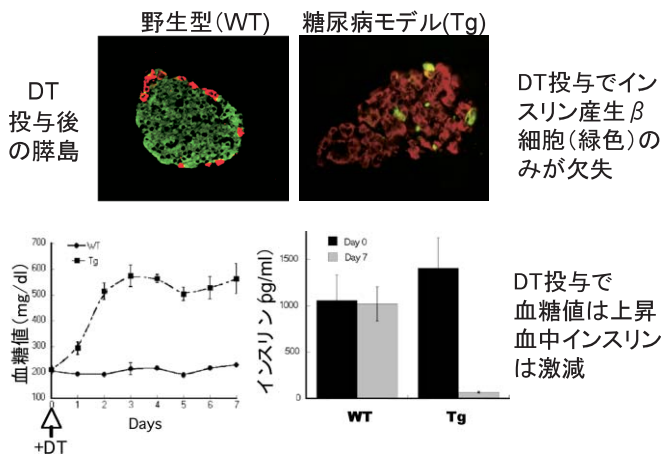 野生型(WT)
糖尿病モデル(Tg)
DT
投与後
の膵島
DT投与でイン
スリン産生β
細胞(緑色)の
みが欠失
血糖値(mg/dl)
700
600
500
400
300
200
100
WT
Tg
0 1 2 3 4 5 6 7
Days
+DT
インスリン pg/ml)
1500
1000
500
0
Day 0
Day 7
WT
Tg
DT投与で
血糖値は上昇
血中インスリン
は激減